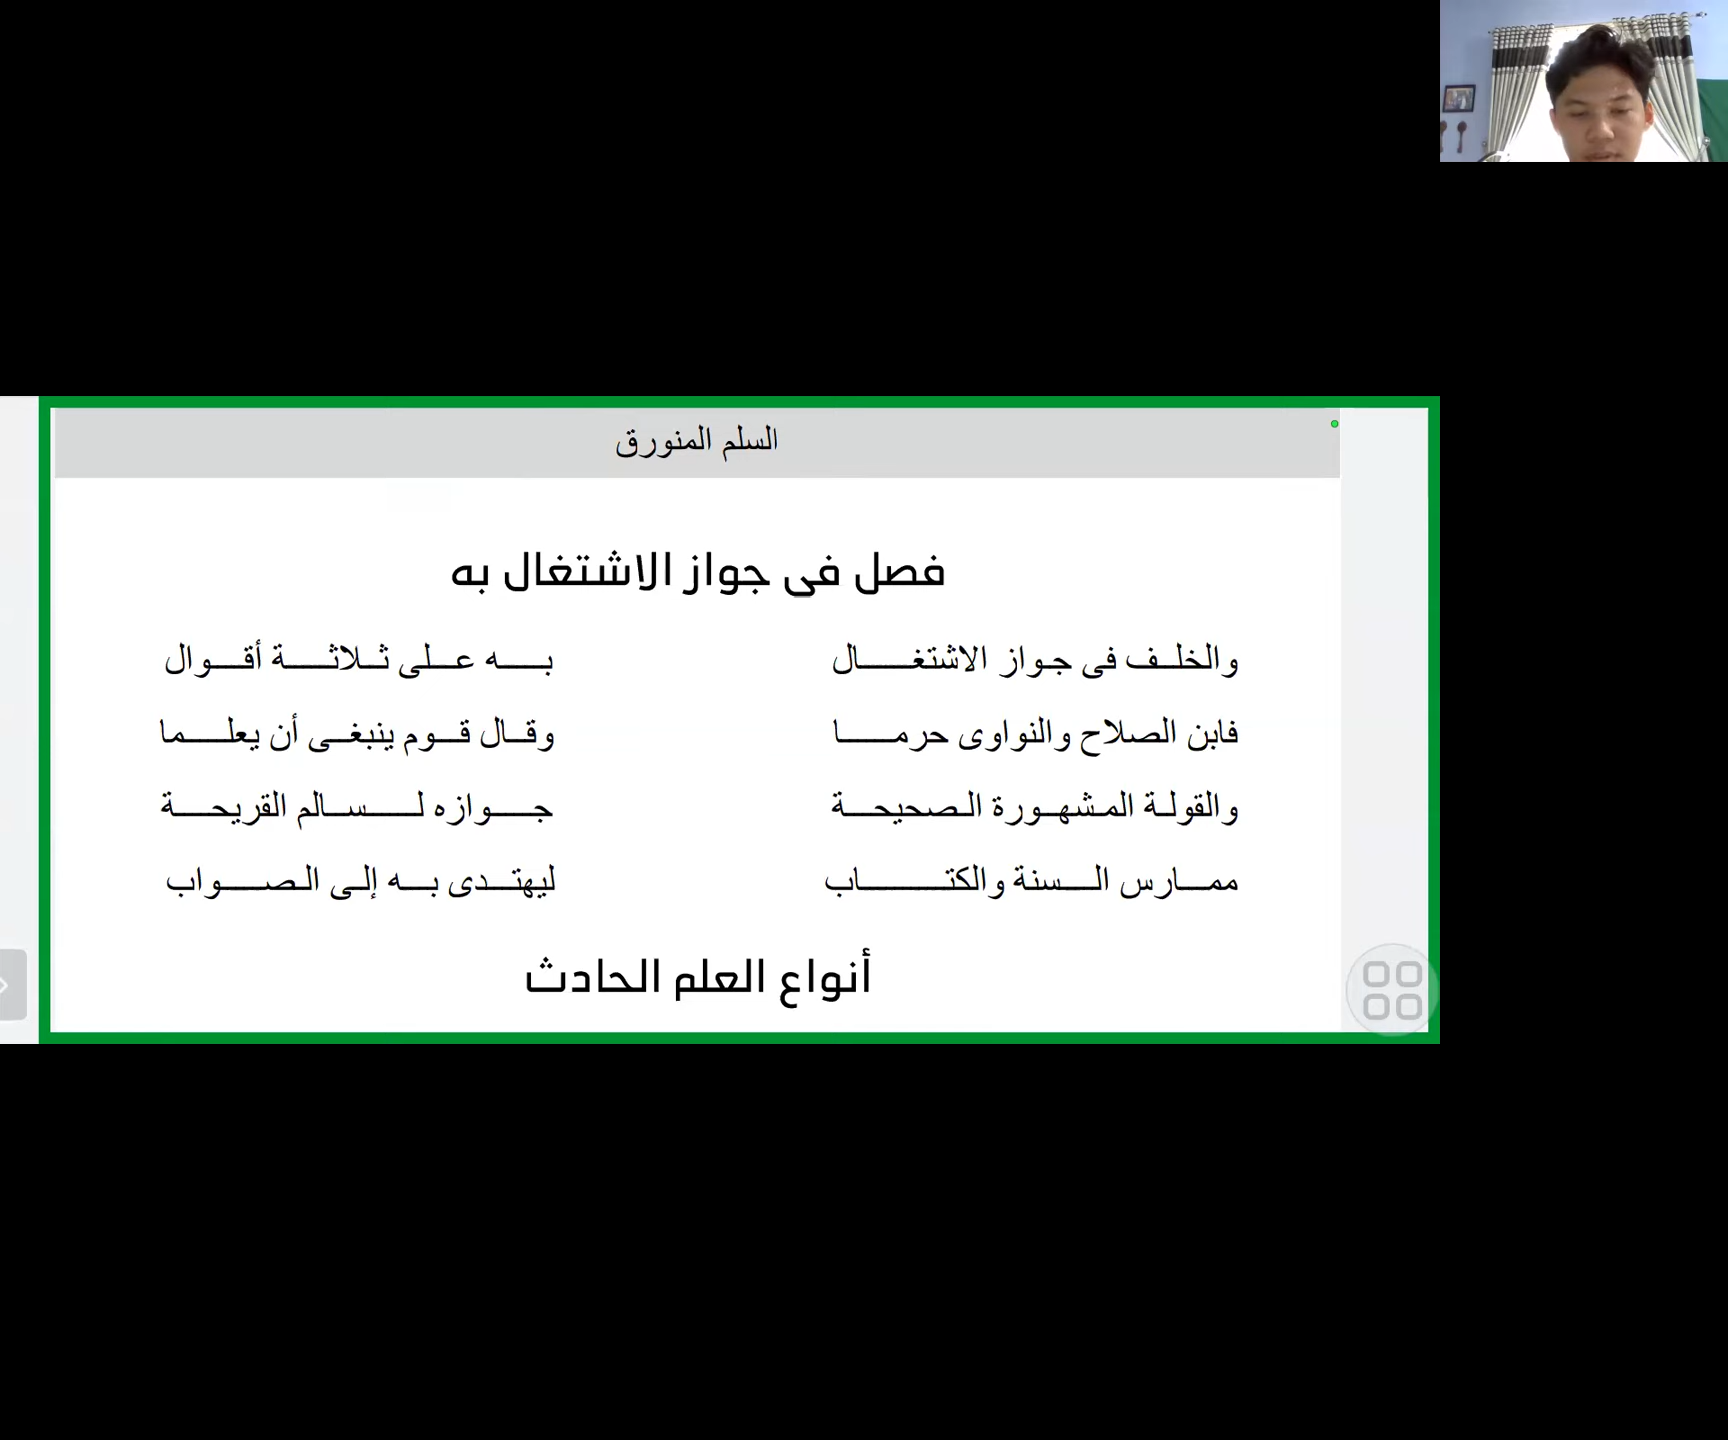 السلم المنورق
فصل فى جواز الاشتغال به
والخلف فى جواز الاشتغال به على ثلاثة أقوال
فابن الصلاح والنواوى حرما وقال قوم ينبغى أن يعلما
والقولة المشهورة الصحيحة جوازه لسالم القريحة
ممارس السنة والكتاب ليهتدى به إلى الصواب
أنواع العلم الحادث